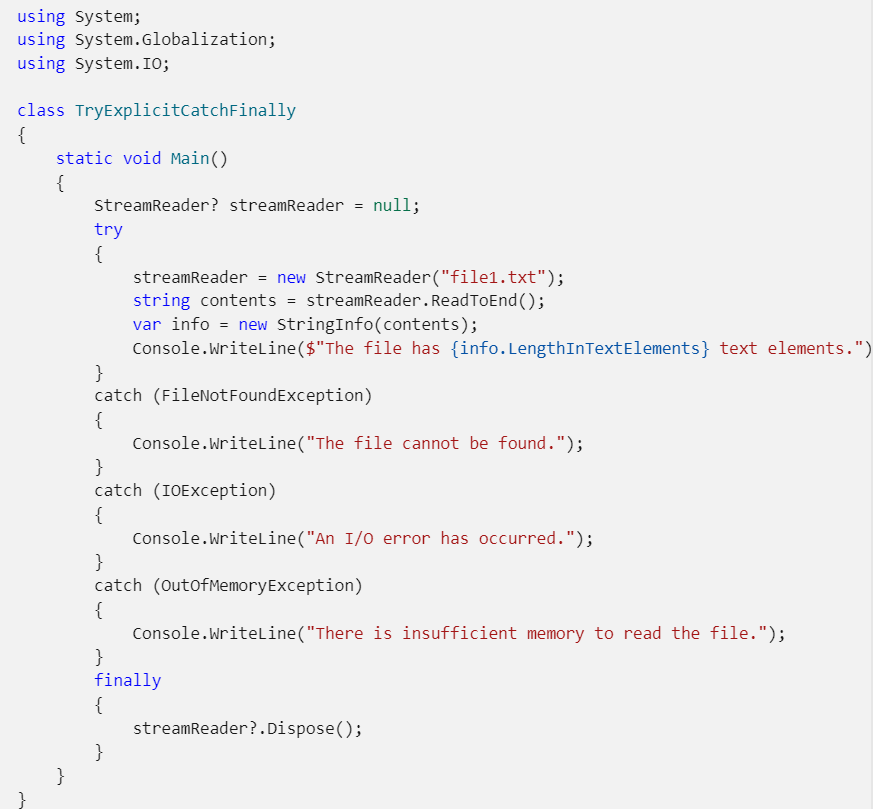 using System;
using System.Globalization;
using System.IO;

class TryExplicitCatchFinally
{
    static void Main()
    {
        StreamReader? streamReader = null;
        try
        {
            streamReader = new StreamReader("file1.txt");
            string contents = streamReader.ReadToEnd();
            var info = new StringInfo(contents);
            Console.WriteLine($"The file has {info.LengthInTextElements} text elements.")
        }
        catch (FileNotFoundException)
        {
            Console.WriteLine("The file cannot be found.");
        }
        catch (IOException)
        {
            Console.WriteLine("An I/O error has occurred.");
        }
        catch (OutOfMemoryException)
        {
            Console.WriteLine("There is insufficient memory to read the file.");
        }
        finally
        {
            streamReader?.Dispose();
        }
    }
}